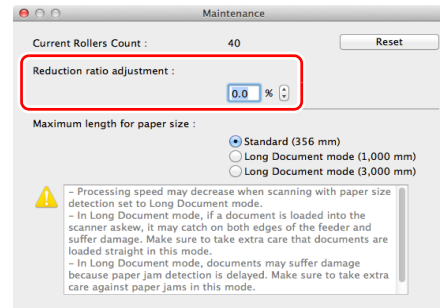 Maintenance
Current Rollers Count :
40
Reset
Reduction ratio adjustment :
0.0 %
Maximum length for paper size :
Standard (356 mm)
Long Document mode (1,000 mm)
Long Document mode (3,000 mm)
– Processing speed may decrease when scanning with paper size
detection set to Long Document mode.
– In Long Document mode, if a document is loaded into the
scanner askew, it may catch on both edges of the feeder and
suffer damage. Make sure to take extra care that documents are
loaded straight in this mode.
– In Long Document mode, documents may suffer damage
because paper jam detection is delayed. Make sure to take extra
care against paper jams in this mode.